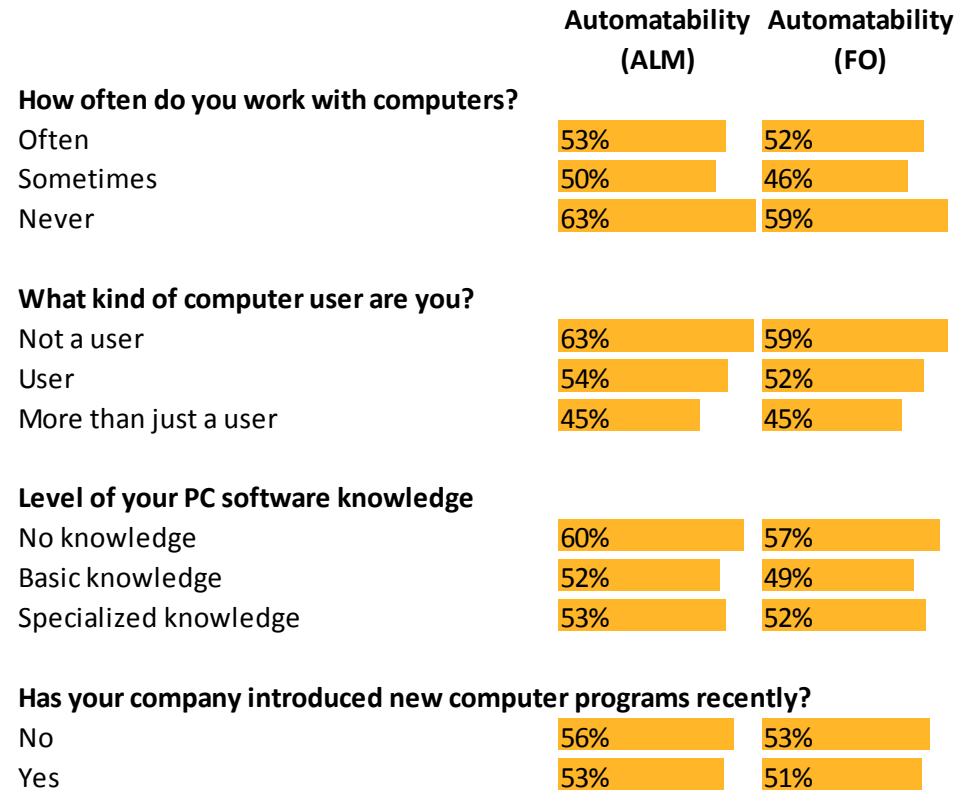 Automatability Automatability
(ALM) (FO)
How often do you work with computers?
Often 53% 52%
Sometimes 50% 46%
Never 63% 59%
What kind of computer user are you?
Not a user 63% 59%
User 54% 52%
More than just a user 45% 45%
Level of your PC software knowledge
No knowledge 60% 57%
Basic knowledge 52% 49%
Specialized knowledge 53% 52%
Has your company introduced new computer programs recently?
No 56% 53%
Yes 53% 51%